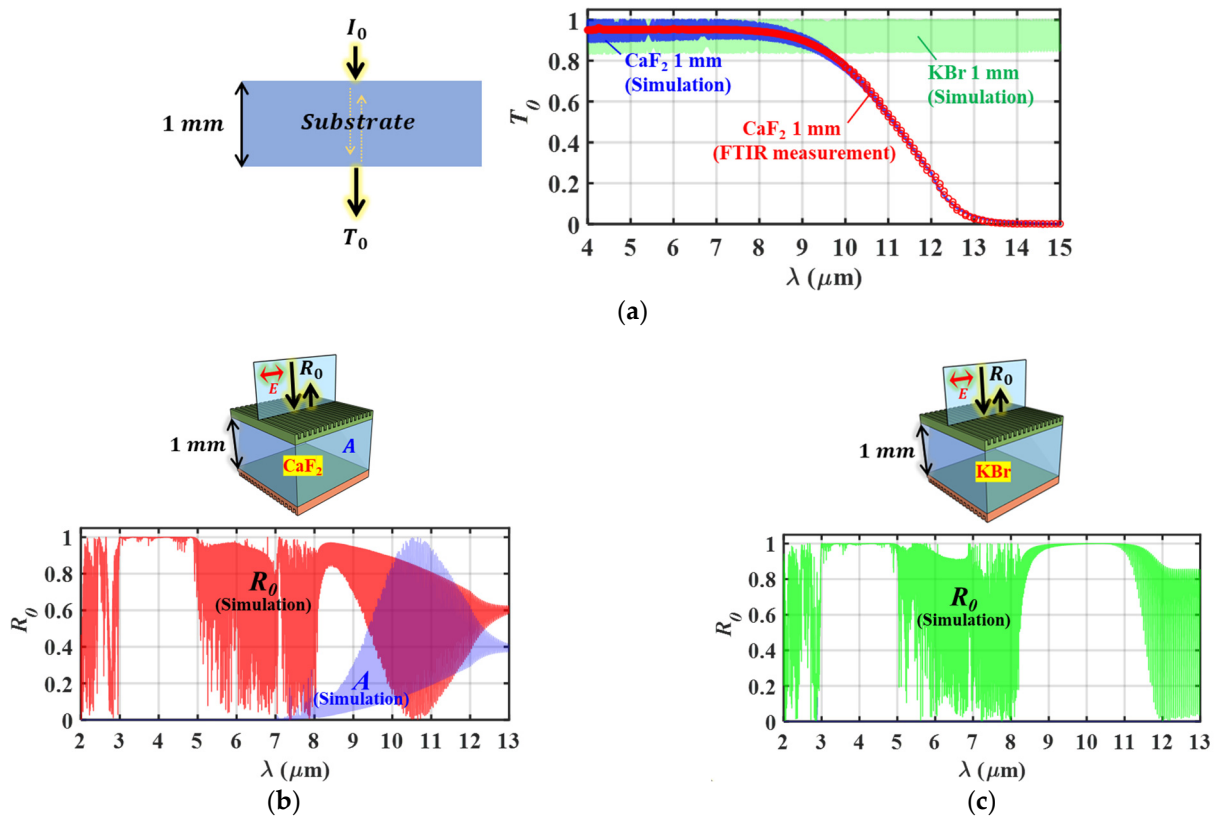 I₀
1 mm
Substrate
T₀
1
0.8
0.6
0.4
0.2
0
T₀
CaF₂ 1 mm
(Simulation)
KBr 1 mm
(Simulation)
CaF₂ 1 mm
(FTIR measurement)
4 5 6 7 8 9 10 11 12 13 14 15
λ (μm)
(a)
E
R₀
1 mm
A
CaF₂
1
0.8
0.6
0.4
0.2
0
R₀
R₀
(Simulation)
A
(Simulation)
2 3 4 5 6 7 8 9 10 11 12 13
λ (μm)
(b)
E
R₀
1 mm
KBr
1
0.8
0.6
0.4
0.2
0
R₀
R₀
(Simulation)
2 3 4 5 6 7 8 9 10 11 12 13
λ (μm)
(c)